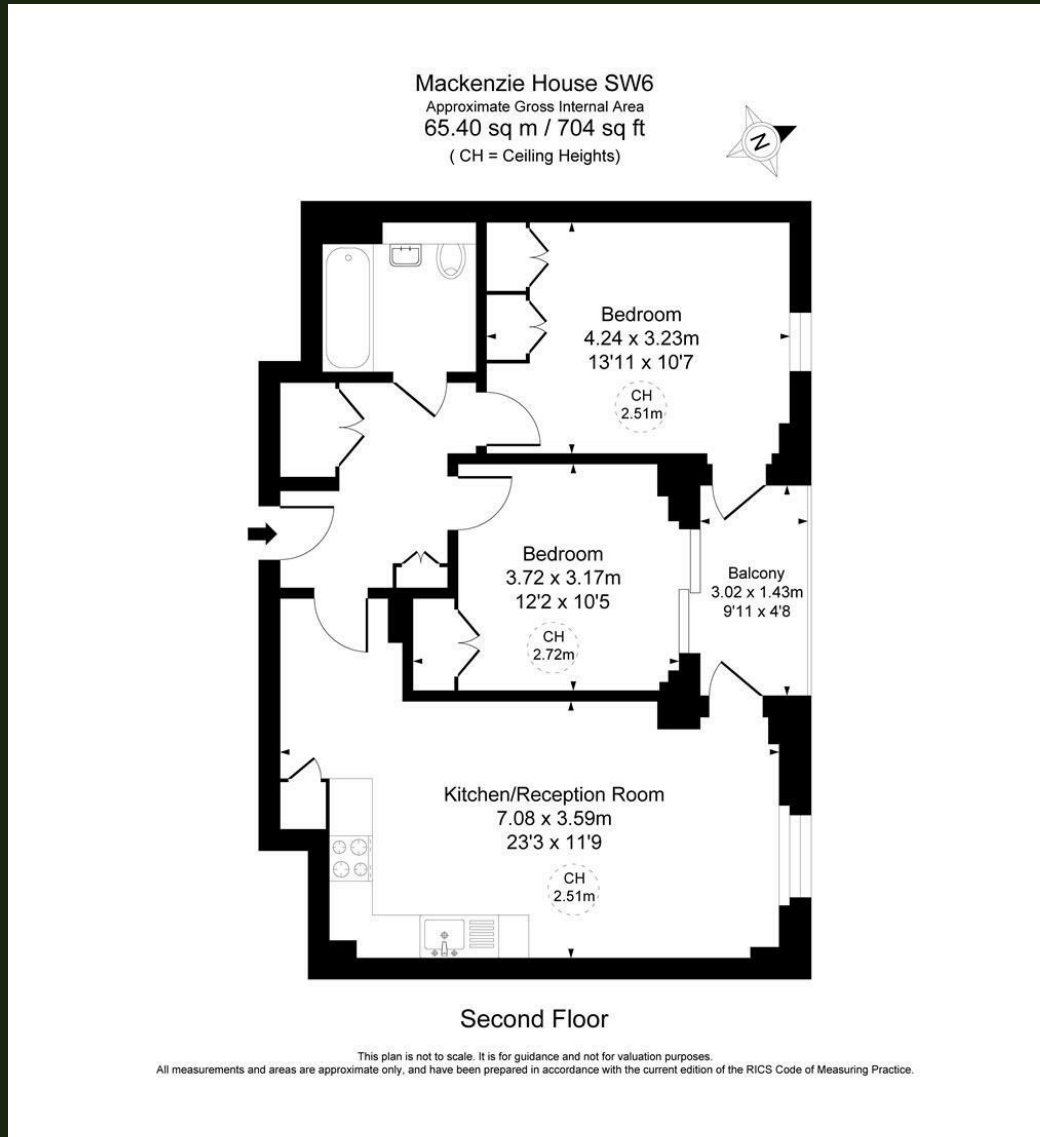 Mackenzie House SW6
Approximate Gross Internal Area
65.40 sq m / 704 sq ft
( CH = Ceiling Heights)
N
Bedroom
4.24 x 3.23m
13'11 x 10'7
CH
2.51m
Bedroom
3.72 x 3.17m
12'2 x 10'5
CH
2.72m
Balcony
3.02 x 1.43m
9'11 x 4'8
Kitchen/Reception Room
7.08 x 3.59m
23'3 x 11'9
CH
2.51m
Second Floor
This plan is not to scale. It is for guidance and not for valuation purposes.
All measurements and areas are approximate only, and have been prepared in accordance with the current edition of the RICS Code of Measuring Practice.